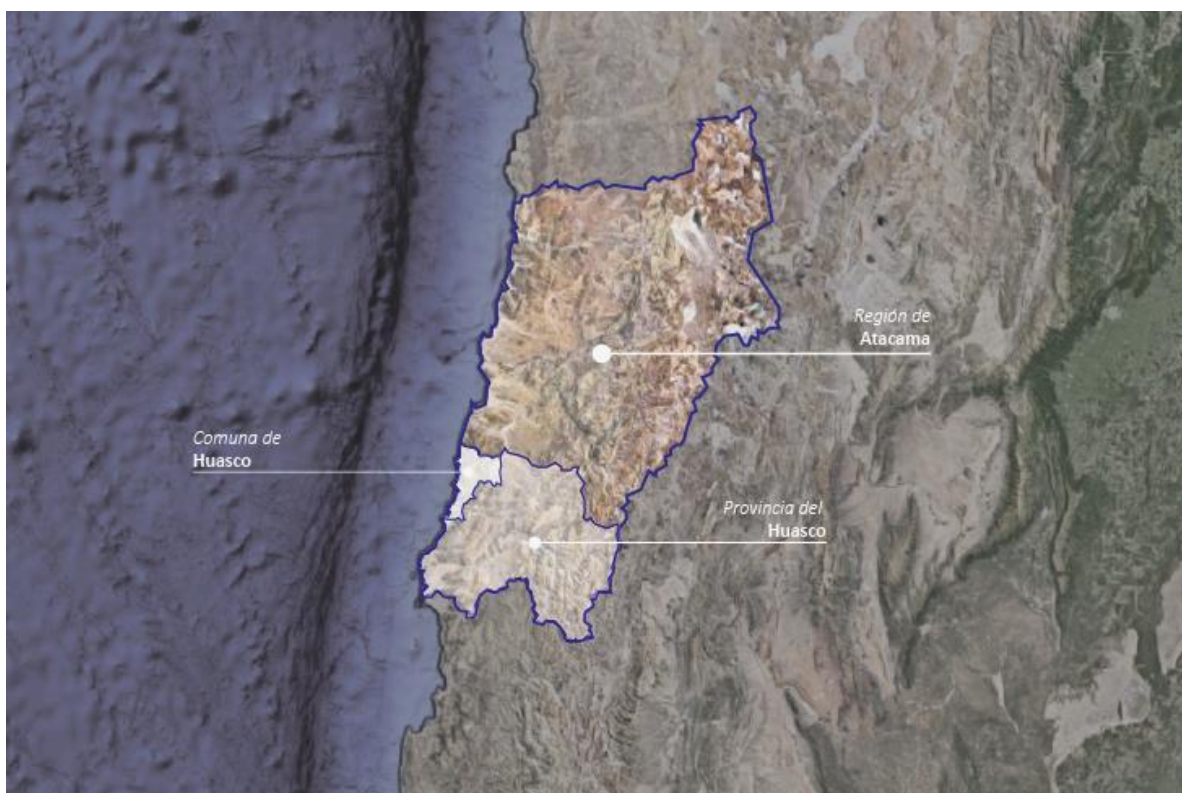 Región de
Atacama
Comuna de
Huasco
Provincia del
Huasco